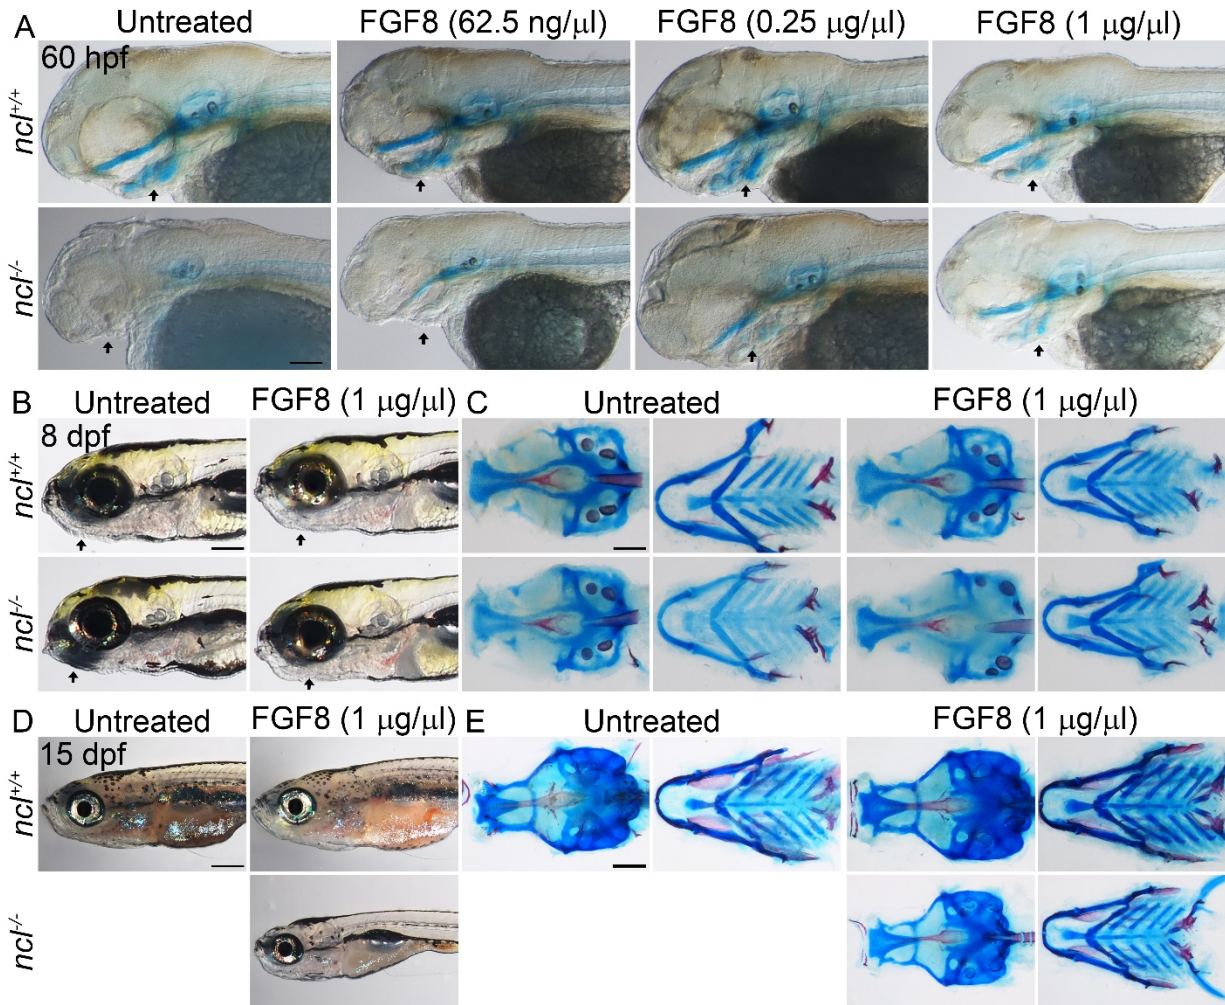 A Untreated FGF8 (62.5 ng/μl) FGF8 (0.25 μg/μl) FGF8 (1 μg/μl)
60 hpf
ncl+/+
ncl-/-
B Untreated FGF8 (1 μg/μl) C Untreated FGF8 (1 μg/μl)
8 dpf
ncl+/+
ncl-/-
D Untreated FGF8 (1 μg/μl) E Untreated FGF8 (1 μg/μl)
15 dpf
ncl+/+
ncl-/-